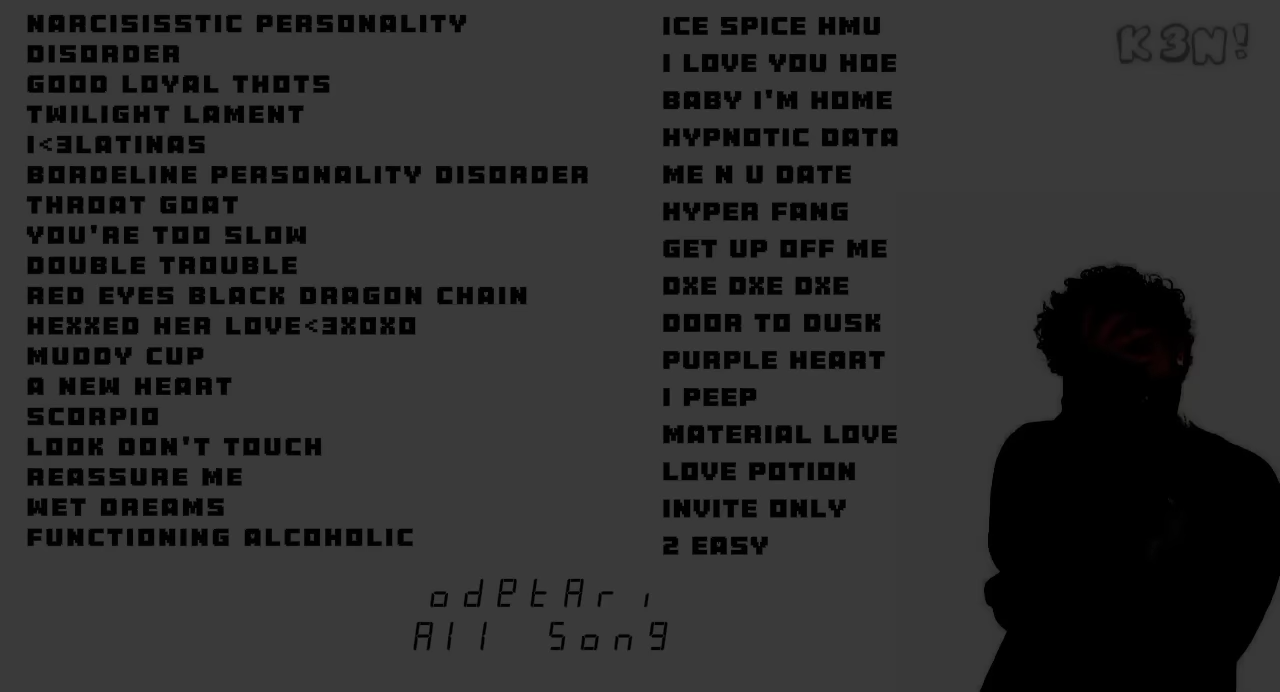 NARCISISSTIC PERSONALITY
DISORDER
GOOD LOYAL THOTS
TWILIGHT LAMENT
I<3LATINAS
BORDELINE PERSONALITY DISORDER
THROAT GOAT
YOU'RE TOO SLOW
DOUBLE TROUBLE
RED EYES BLACK DRAGON CHAIN
HEXXED HER LOVE<3XOXO
MUDDY CUP
A NEW HEART
SCORPIO
LOOK DON'T TOUCH
REASSURE ME
WET DREAMS
FUNCTIONING ALCOHOLIC
ICE SPICE HMU
I LOVE YOU HOE
BABY I'M HOME
HYPNOTIC DATA
ME N U DATE
HYPER FANG
GET UP OFF ME
DXE DXE DXE
DOOR TO DUSK
PURPLE HEART
I PEEP
MATERIAL LOVE
LOVE POTION
INVITE ONLY
2 EASY
K3N!
odetAri
All Song